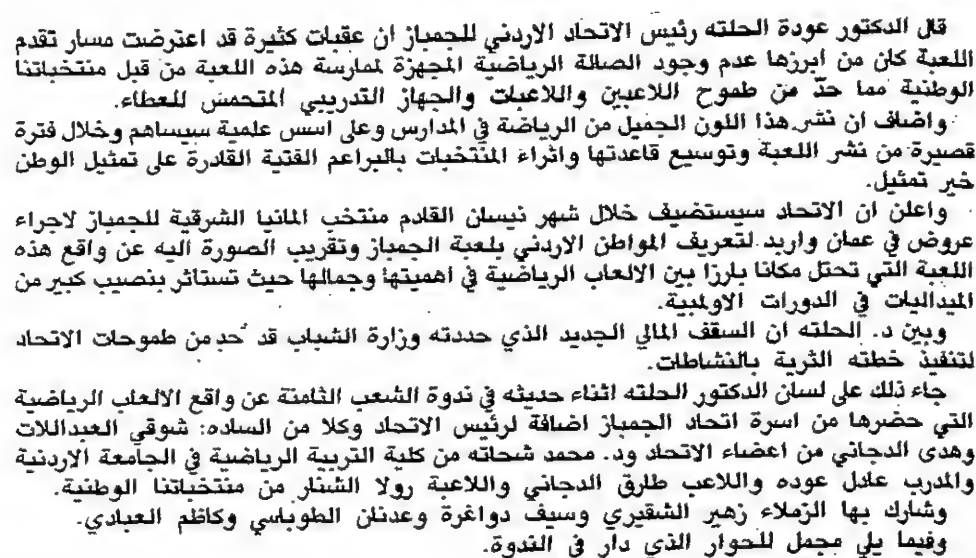 قال الدكتور عودة الحلته رئيس الاتحاد الاردني للجمباز ان عقبات كثيرة قد اعترضت مسار تقدم
اللعبة كان من ابرزها عدم وجود الصالة الرياضية المجهزة لممارسة هذه اللعبة من قبل منتخباتنا
الوطنية مما حدّ من طموح اللاعبين واللاعبات والجهاز التدريبي المتحمس للعطاء.
واضاف ان نشر هذا اللون الجميل من الرياضة في المدارس وعلى اسس علمية سيساهم وخلال فترة
قصيرة من نشر اللعبة وتوسيع قاعدتها واثراء المنتخبات بالبراعم الفتية القادرة على تمثيل الوطن
خير تمثيل.
واعلن ان الاتحاد سيستضيف خلال شهر نيسان القادم منتخب المانيا الشرقية للجمباز لاجراء
عروض في عمان واربد لتعريف المواطن الاردني بلعبة الجمباز وتقريب الصورة اليه عن واقع هذه
اللعبة التي تحتل مكانا بارزا بين الالعاب الرياضية في اهميتها وجمالها حيث تستاثر بنصيب كبير من
الميداليات في الدورات الاولمبية.
وبين د. الحلته ان السقف المالي الجديد الذي حددته وزارة الشباب قد حد من طموحات الاتحاد
لتنفيذ خطته الثرية بالنشاطات.
جاء ذلك على لسان الدكتور الحلته اثناء حديثه في ندوة الشعب الثامنة عن واقع الالعاب الرياضية
التي حضرها من اسرة اتحاد الجمباز اضافة لرئيس الاتحاد وكلا من الساده: شوقي العبداللات
وهدى الدجاني من اعضاء الاتحاد ود. محمد شحاته من كلية التربية الرياضية في الجامعة الاردنية
والمدرب عادل عوده واللاعب طارق الدجاني واللاعبة رولا الشنار من منتخباتنا الوطنية.
وشارك بها الزملاء زهير الشقيري وسيف دواغرة وعدنان الطوباسي وكاظم العبادي.
وفيما يلي مجمل للحوار الذي دار في الندوة.